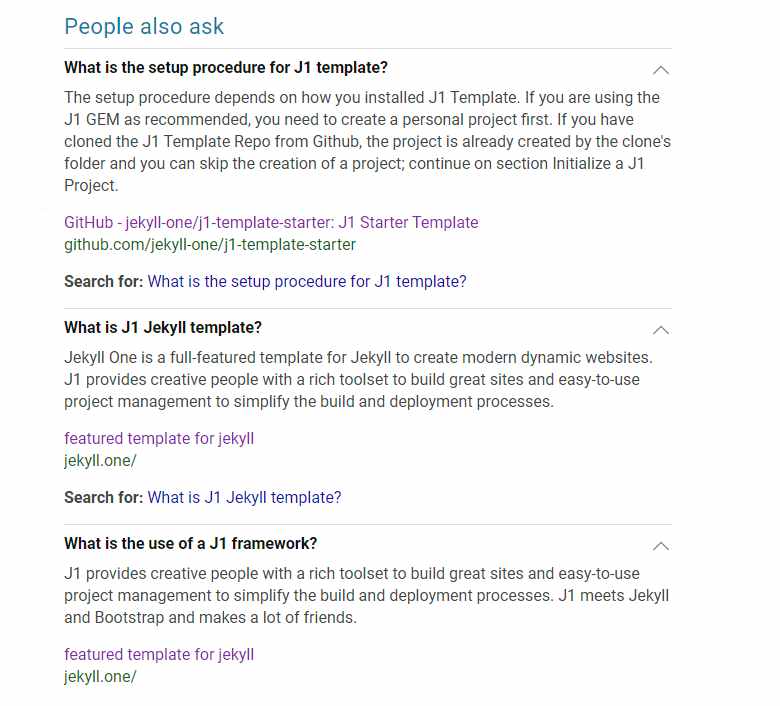 People also ask
What is the setup procedure for J1 template?
The setup procedure depends on how you installed J1 Template. If you are using the
J1 GEM as recommended, you need to create a personal project first. If you have
cloned the J1 Template Repo from Github, the project is already created by the clone's
folder and you can skip the creation of a project; continue on section Initialize a J1
Project.
GitHub - jekyll-one/j1-template-starter: J1 Starter Template
github.com/jekyll-one/j1-template-starter
Search for: What is the setup procedure for J1 template?
What is J1 Jekyll template?
Jekyll One is a full-featured template for Jekyll to create modern dynamic websites.
J1 provides creative people with a rich toolset to build great sites and easy-to-use
project management to simplify the build and deployment processes.
featured template for jekyll
jekyll.one/
Search for: What is J1 Jekyll template?
What is the use of a J1 framework?
J1 provides creative people with a rich toolset to build great sites and easy-to-use
project management to simplify the build and deployment processes. J1 meets Jekyll
and Bootstrap and makes a lot of friends.
featured template for jekyll
jekyll.one/